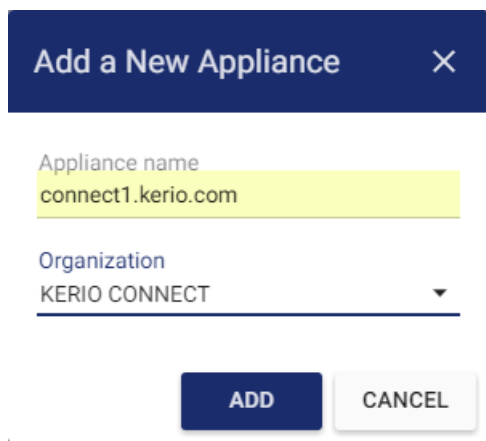 Add a New Appliance
Appliance name
connect1.kerio.com
Organization
KERIO CONNECT
ADD CANCEL